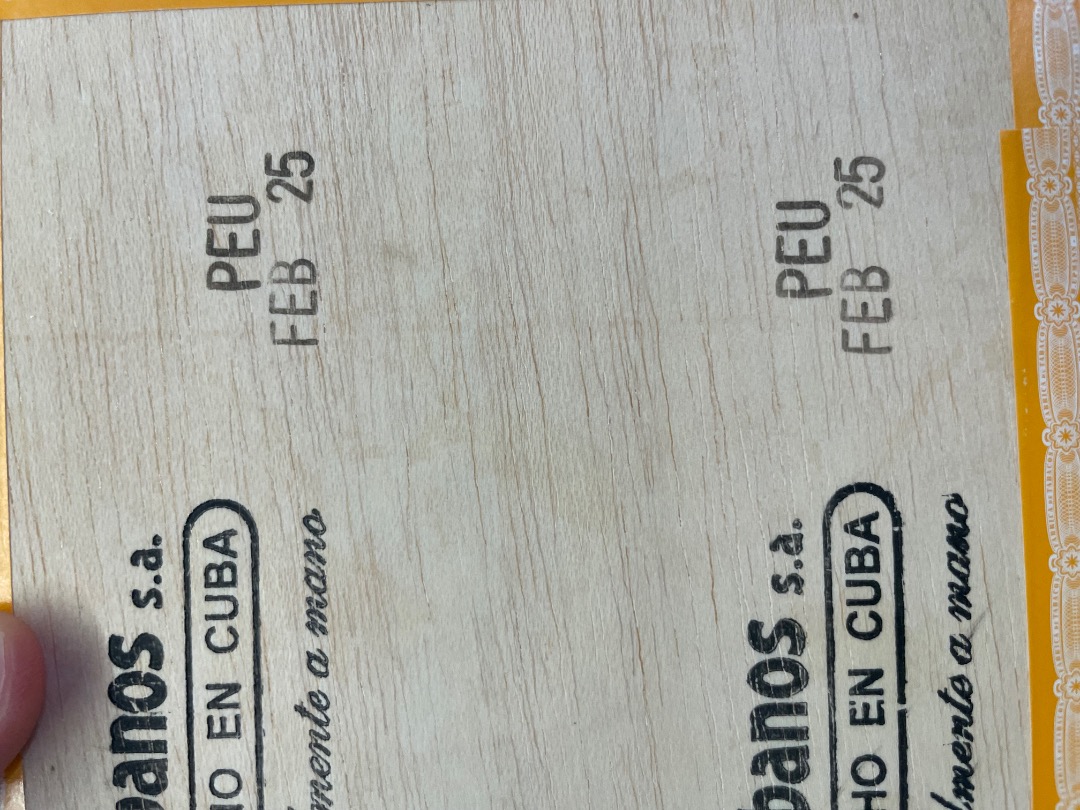 PEU
FEB 25
banos s.a.
HO EN CUBA
lmente a mano
PEU
FEB 25
banos s.a.
HO EN CUBA
lmente a mano